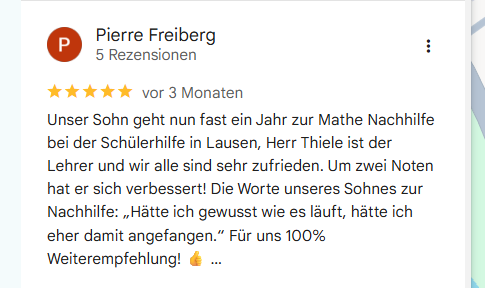 P
Pierre Freiberg
5 Rezensionen
vor 3 Monaten
Unser Sohn geht nun fast ein Jahr zur Mathe Nachhilfe
bei der Schülerhilfe in Lausen, Herr Thiele ist der
Lehrer und wir alle sind sehr zufrieden. Um zwei Noten
hat er sich verbessert! Die Worte unseres Sohnes zur
Nachhilfe: „Hätte ich gewusst wie es läuft, hätte ich
eher damit angefangen.“ Für uns 100%
Weiterempfehlung! 👍 ...